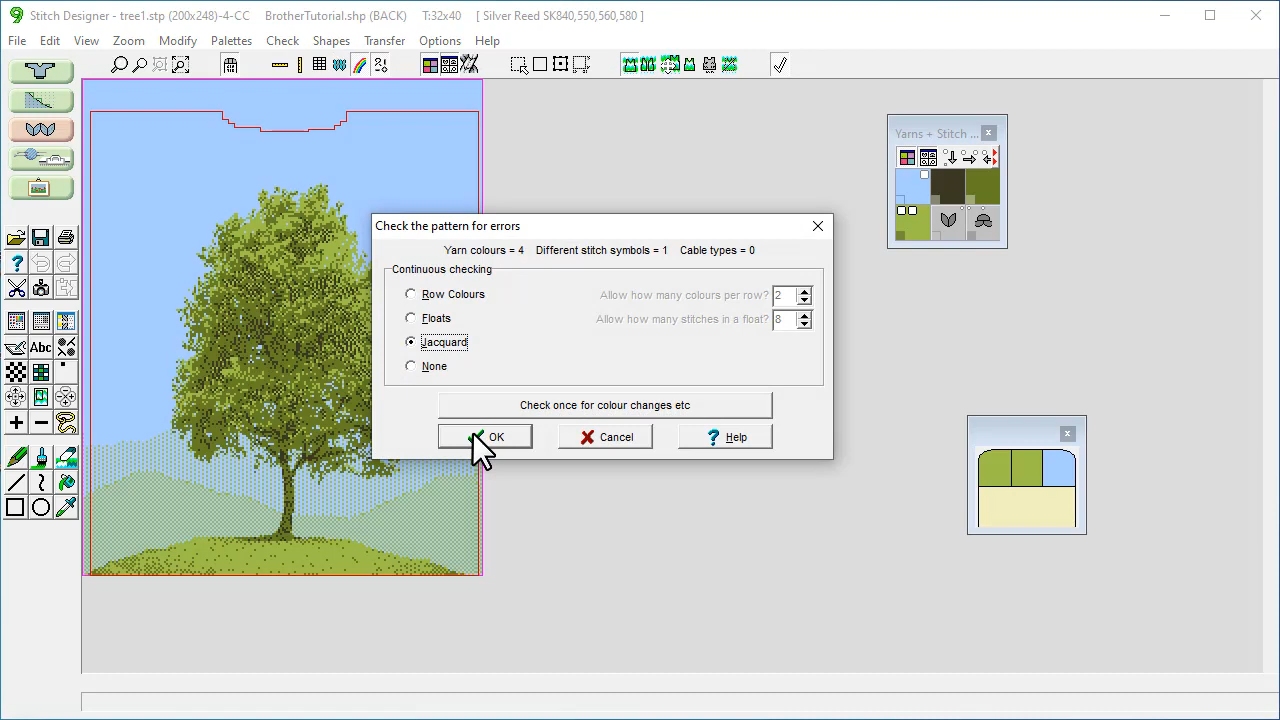 Stitch Designer - tree1.stp (200x248)-4-CC BrotherTutorial.shp (BACK) T:32x40 [ Silver Reed SK840,550,560,580 ]
File Edit View Zoom Modify Palettes Check Shapes Transfer Options Help
Yarns + Stitch ...
Check the pattern for errors
Yarn colours = 4 Different stitch symbols = 1 Cable types = 0
Continuous checking
Row Colours Allow how many colours per row? 2
Floats Allow how many stitches in a float? 8
Jacquard
None
Check once for colour changes etc
OK Cancel Help
Abc